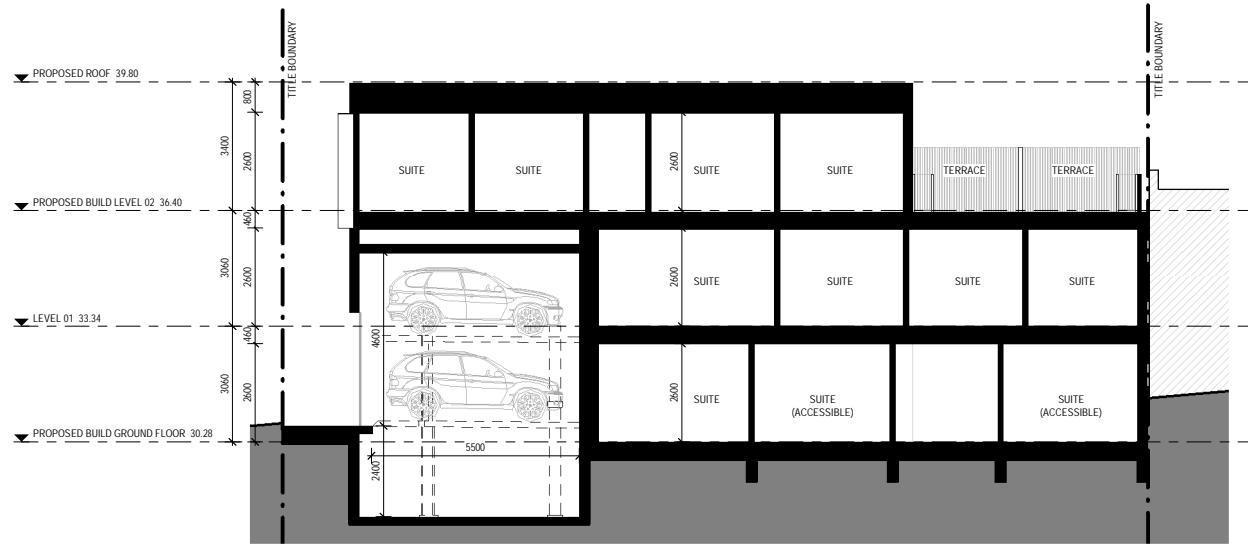 TITLE BOUNDARY
TITLE BOUNDARY
PROPOSED ROOF 39.80
800
3400
2600
2600
SUITE
SUITE
SUITE
SUITE
TERRACE
TERRACE
PROPOSED BUILD LEVEL 02 36.40
460
3060
2600
2600
SUITE
SUITE
SUITE
SUITE
LEVEL 01 33.34
4600
460
3060
2600
2600
SUITE
SUITE
(ACCESSIBLE)
SUITE
(ACCESSIBLE)
PROPOSED BUILD GROUND FLOOR 30.28
5500
2400